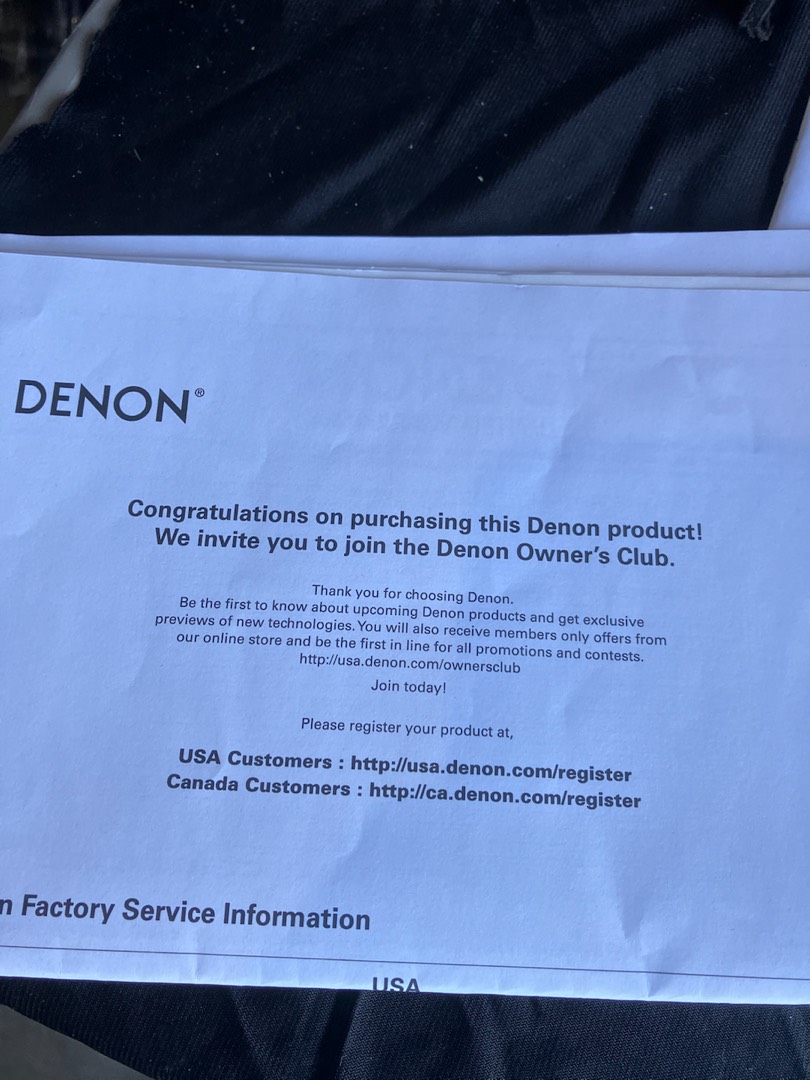 DENON®
Congratulations on purchasing this Denon product!
We invite you to join the Denon Owner's Club.
Thank you for choosing Denon.
Be the first to know about upcoming Denon products and get exclusive
previews of new technologies. You will also receive members only offers from
our online store and be the first in line for all promotions and contests.
http://usa.denon.com/ownersclub
Join today!
Please register your product at,
USA Customers : http://usa.denon.com/register
Canada Customers : http://ca.denon.com/register
n Factory Service Information
USA